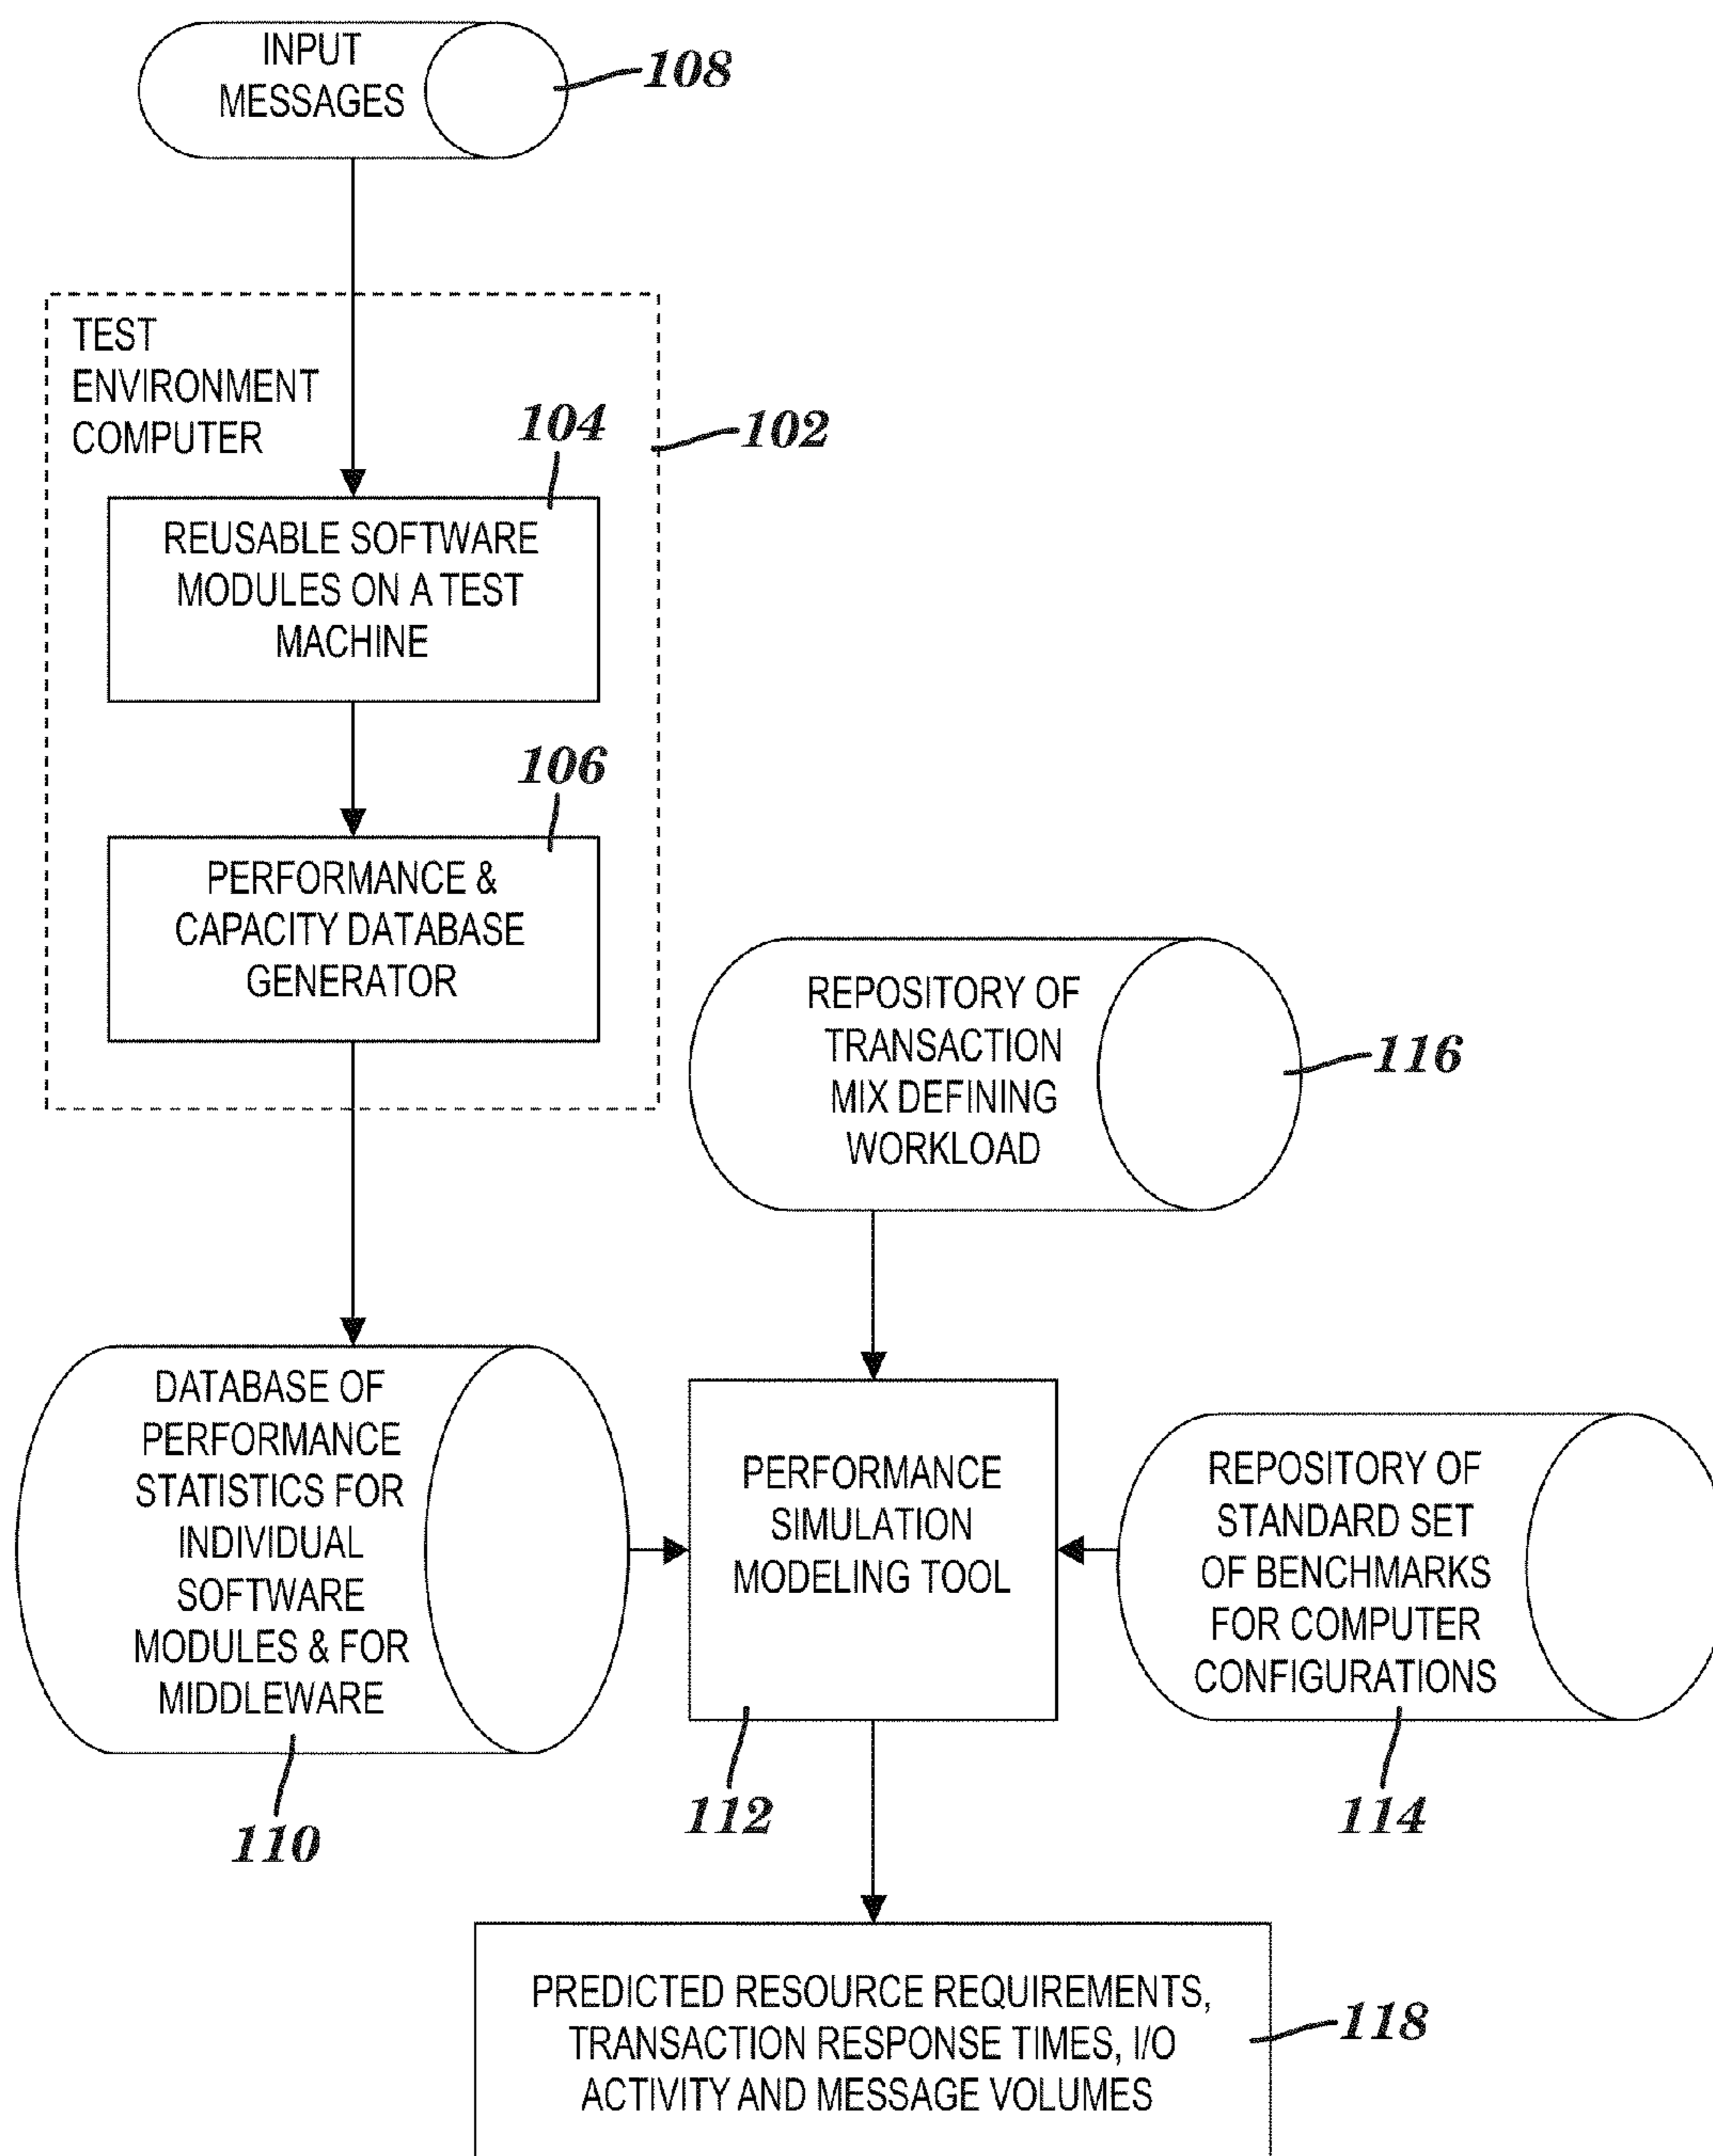 INPUT
MESSAGES
108
TEST
ENVIRONMENT
COMPUTER
102
104
REUSABLE SOFTWARE
MODULES ON A TEST
MACHINE
106
PERFORMANCE &
CAPACITY DATABASE
GENERATOR
REPOSITORY OF
TRANSACTION
MIX DEFINING
WORKLOAD
116
DATABASE OF
PERFORMANCE
STATISTICS FOR
INDIVIDUAL
SOFTWARE
MODULES & FOR
MIDDLEWARE
110
PERFORMANCE
SIMULATION
MODELING TOOL
112
REPOSITORY OF
STANDARD SET
OF BENCHMARKS
FOR COMPUTER
CONFIGURATIONS
114
PREDICTED RESOURCE REQUIREMENTS,
TRANSACTION RESPONSE TIMES, I/O
ACTIVITY AND MESSAGE VOLUMES
118